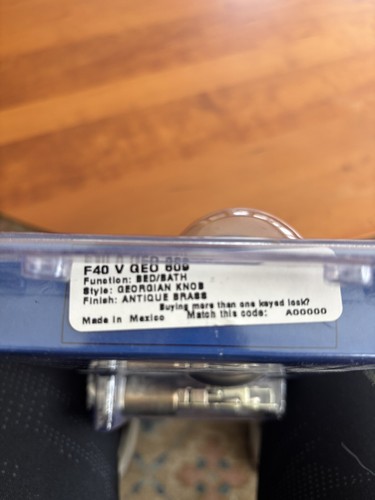 F40 V GEO 609
Function: BED/BATH
Style: GEORGIAN KNOB
Finish: ANTIQUE BRASS
Buying more than one keyed lock?
Made in Mexico Match this code: A00000